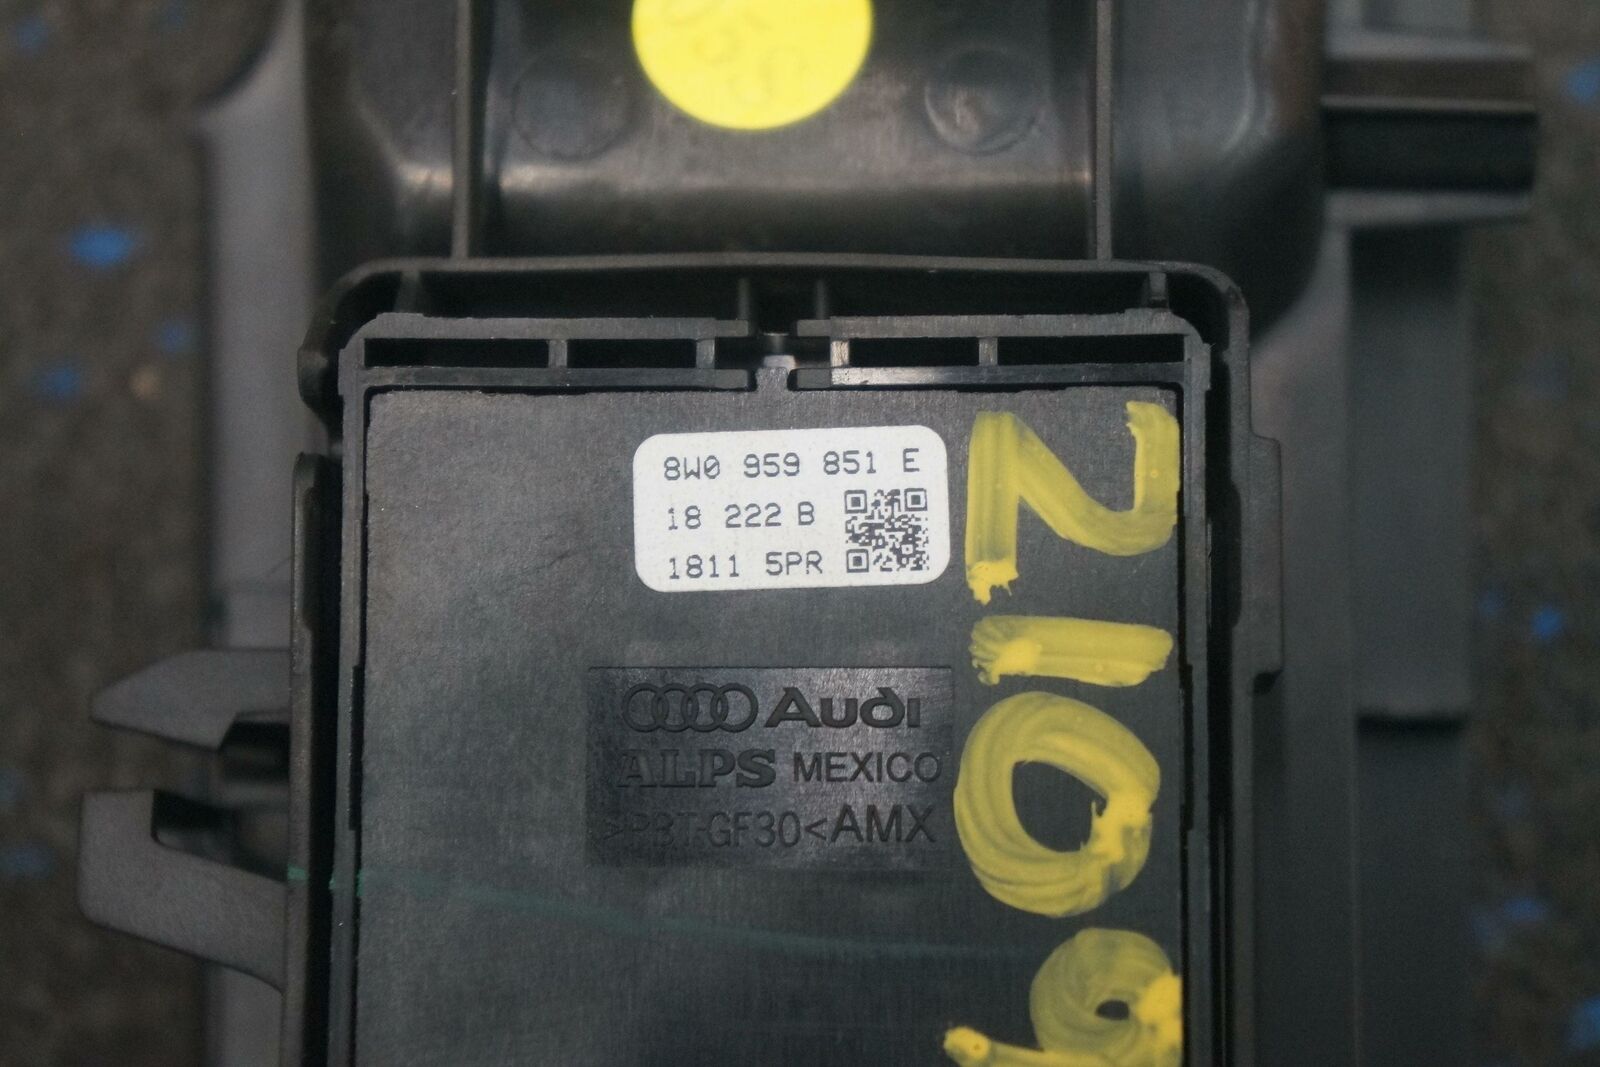 8W0 959 851 E
18 222 B
1811 5PR
Audi
ALPS MEXICO
>PBT-GF30< AMX
2109